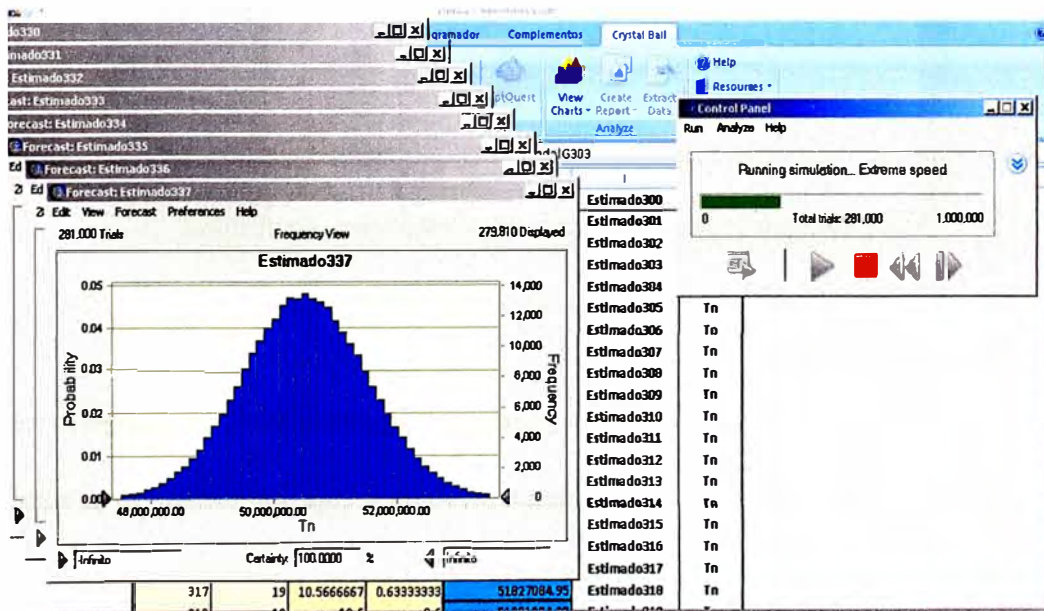 do330
imado331
Estimado332
cast: Estimado333
orecast: Estimado334
Forecast: Estimado335
Ed Forecast: Estimado336
Ed Forecast: Estimado337
Edit View Forecast Preferences Help
281,000 Trials Frequency View 279,810 Displayed
Estimado337
0.05
0.04
0.03
0.02
0.01
0.00
Probability
14,000
12,000
10,000
8,000
6,000
4,000
2,000
0
Frequency
48,000,000.00 50,000,000.00 52,000,000.00
Tn
-Infinito Certainty: 100.0000 % Infinito
gramador Complementos Crystal Ball
ptQuest
View Charts
Create Report
Extract Data
Analyze
Help
Resources
G303
I
Control Panel
Run Analyze Help
Running simulation... Extreme speed
0 Total trials: 281,000 1,000,000
Estimado300
Estimado301
Estimado302
Estimado303
Estimado304
Estimado305 Tn
Estimado306 Tn
Estimado307 Tn
Estimado308 Tn
Estimado309 Tn
Estimado310 Tn
Estimado311 Tn
Estimado312 Tn
Estimado313 Tn
Estimado314 Tn
Estimado315 Tn
Estimado316 Tn
Estimado317 Tn
317 19 10.5666667 0.63333333 51827084.95 Estimado318 Tn